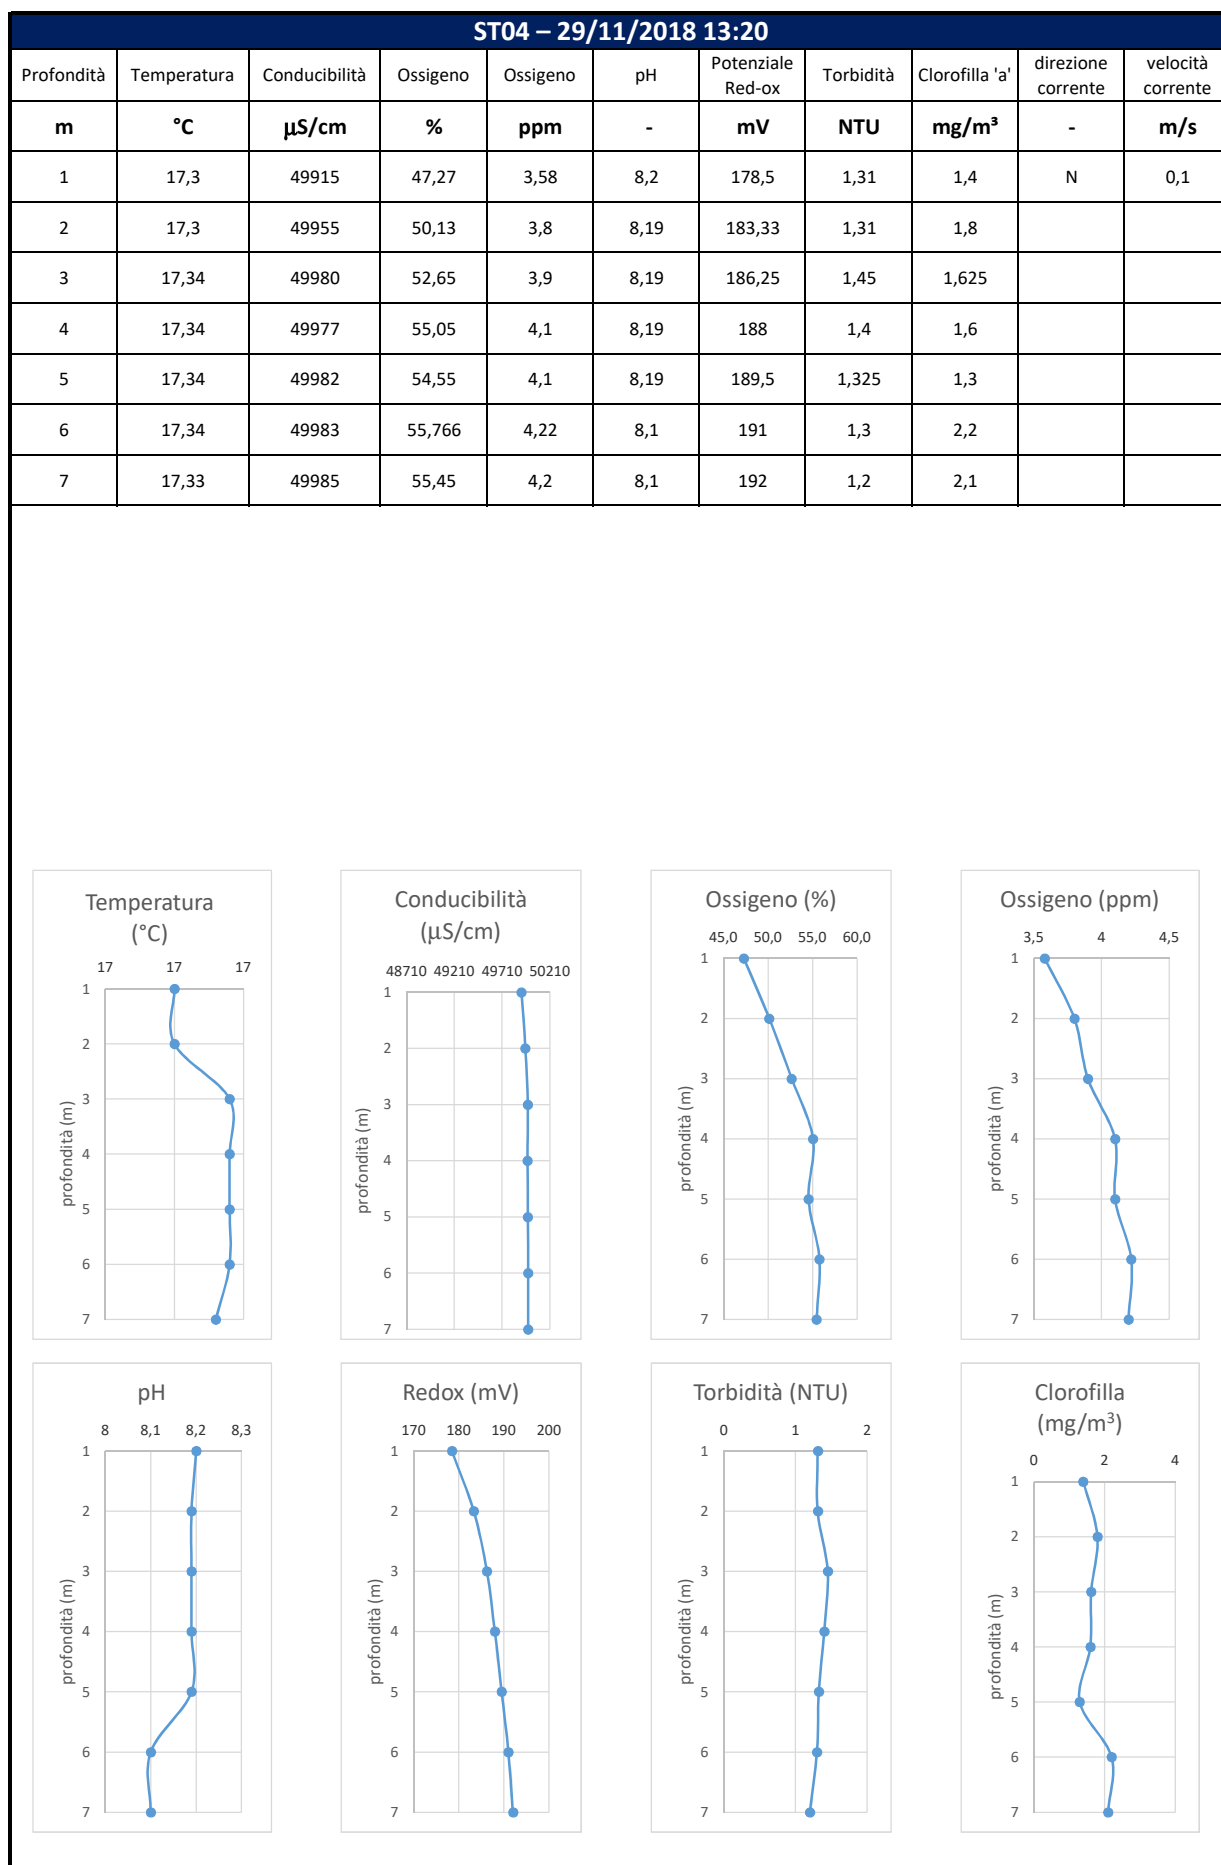 ST04 – 29/11/2018 13:20
Profondità Temperatura Conducibilità Ossigeno Ossigeno pH Potenziale Red-ox Torbidità Clorofilla 'a' direzione corrente velocità corrente
m °C µS/cm % ppm - mV NTU mg/m³ - m/s
1 17,3 49915 47,27 3,58 8,2 178,5 1,31 1,4 N 0,1
2 17,3 49955 50,13 3,8 8,19 183,33 1,31 1,8
3 17,34 49980 52,65 3,9 8,19 186,25 1,45 1,625
4 17,34 49977 55,05 4,1 8,19 188 1,4 1,6
5 17,34 49982 54,55 4,1 8,19 189,5 1,325 1,3
6 17,34 49983 55,766 4,22 8,1 191 1,3 2,2
7 17,33 49985 55,45 4,2 8,1 192 1,2 2,1
Temperatura
(°C)
17 17 17
1
2
3
4
5
6
7
profondità (m)
Conducibilità
(µS/cm)
48710 49210 49710 50210
1
2
3
4
5
6
7
profondità (m)
Ossigeno (%)
45,0 50,0 55,0 60,0
1
2
3
4
5
6
7
profondità (m)
Ossigeno (ppm)
3,5 4 4,5
1
2
3
4
5
6
7
profondità (m)
pH
8 8,1 8,2 8,3
1
2
3
4
5
6
7
profondità (m)
Redox (mV)
170 180 190 200
1
2
3
4
5
6
7
profondità (m)
Torbidità (NTU)
0 1 2
1
2
3
4
5
6
7
profondità (m)
Clorofilla
(mg/m³)
0 2 4
1
2
3
4
5
6
7
profondità (m)